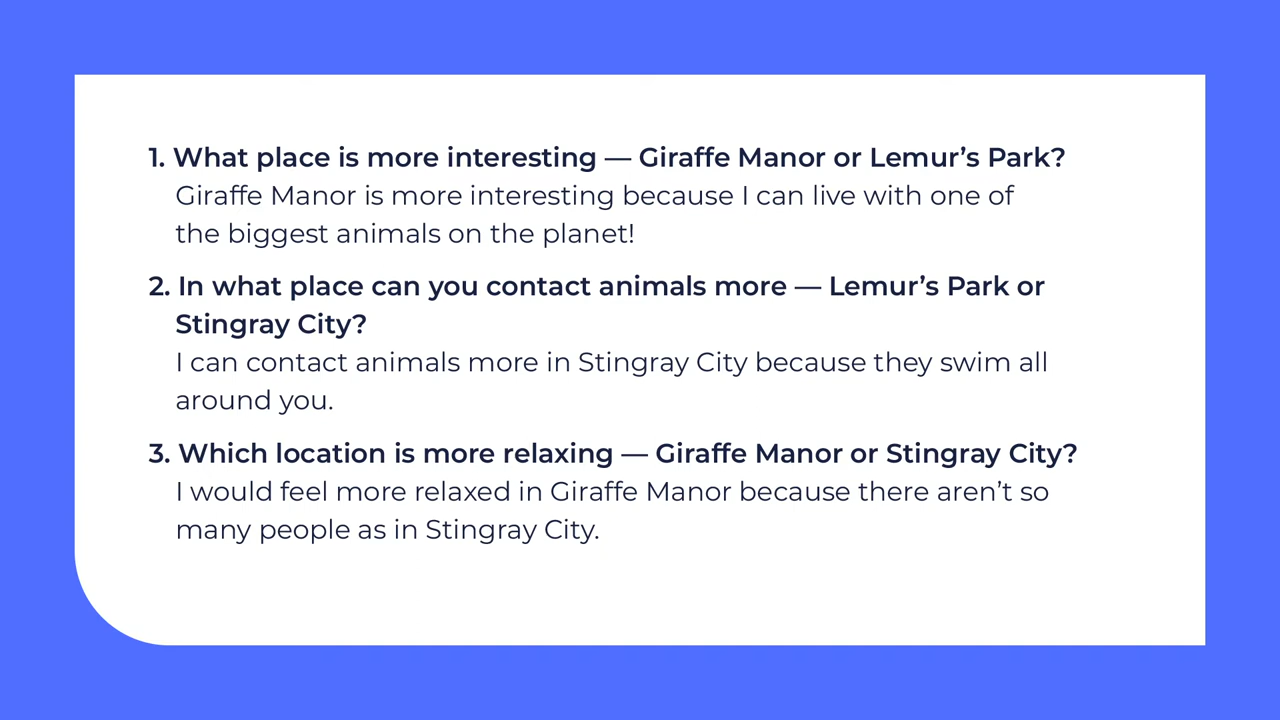 1. What place is more interesting — Giraffe Manor or Lemur’s Park?
Giraffe Manor is more interesting because I can live with one of
the biggest animals on the planet!
2. In what place can you contact animals more — Lemur’s Park or
Stingray City?
I can contact animals more in Stingray City because they swim all
around you.
3. Which location is more relaxing — Giraffe Manor or Stingray City?
I would feel more relaxed in Giraffe Manor because there aren’t so
many people as in Stingray City.